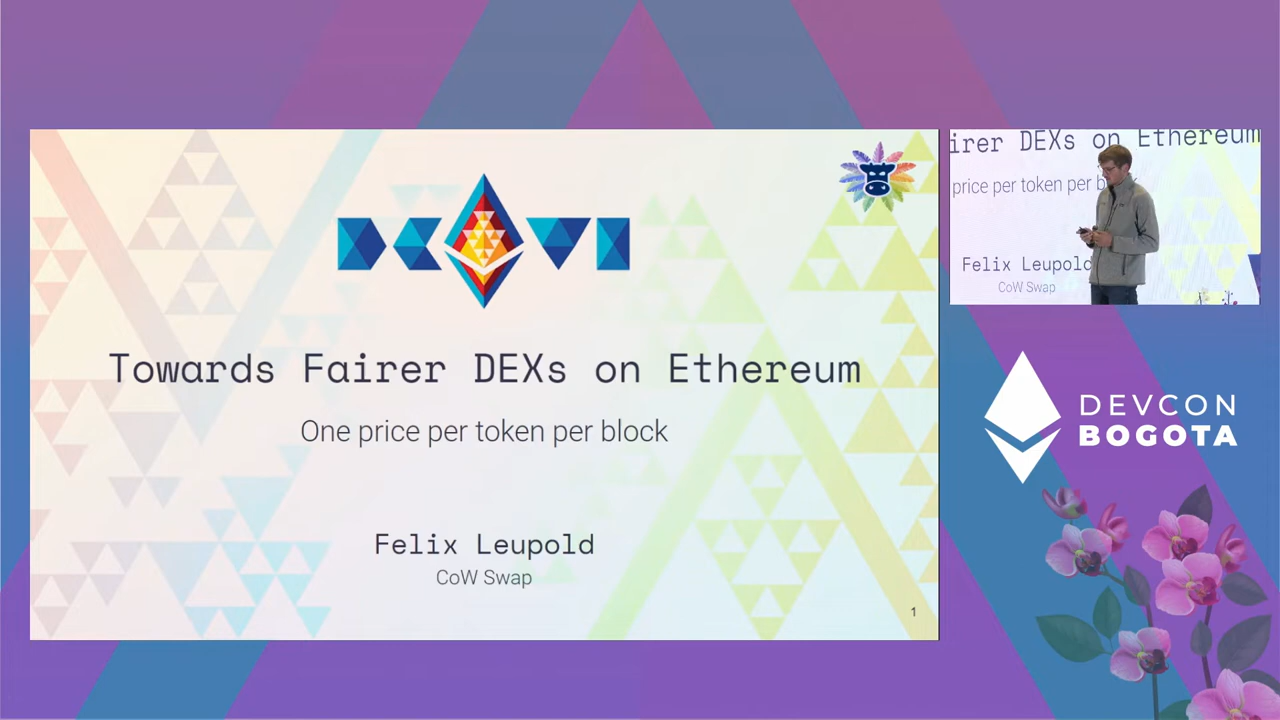 Towards Fairer DEXs on Ethereum
One price per token per block
Felix Leupold
CoW Swap
1
irer DEXs on Ethereum
price per token per b
Felix Leupold
CoW Swap
DEVCON
BOGOTA